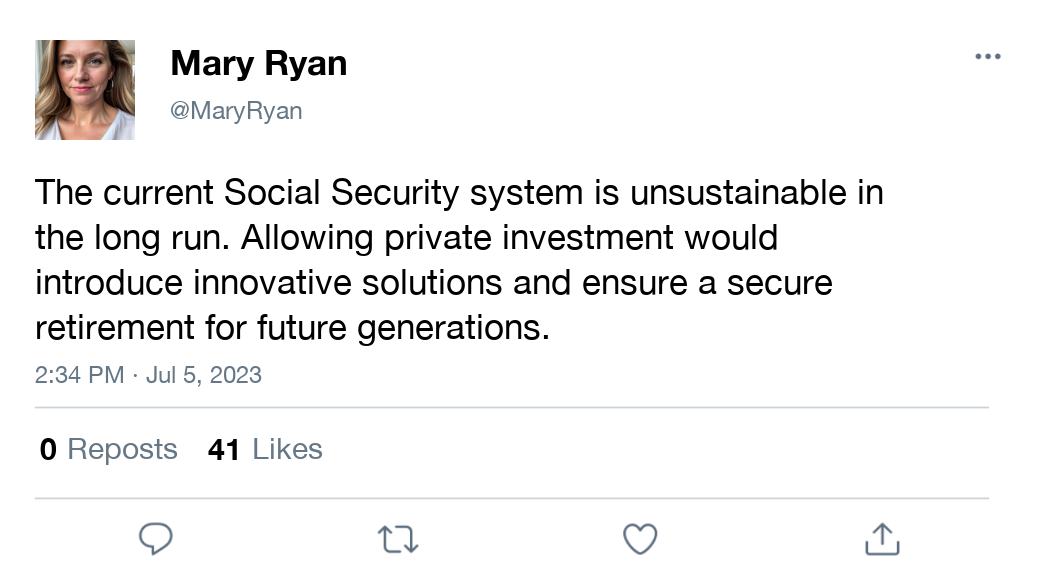 Mary Ryan
@MaryRyan
The current Social Security system is unsustainable in
the long run. Allowing private investment would
introduce innovative solutions and ensure a secure
retirement for future generations.
2:34 PM · Jul 5, 2023
0 Reposts 41 Likes